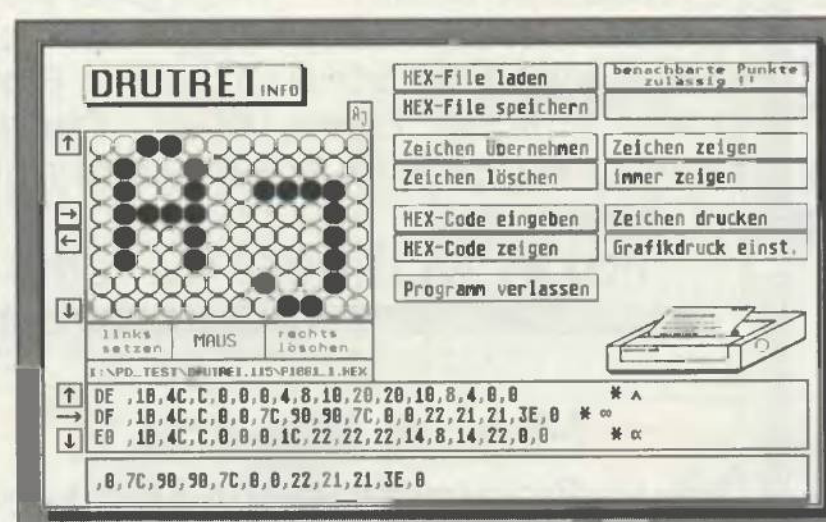 DRUTREI INFO
HEX-File laden
benachbarte Punkte
zulässig !!
HEX-File speichern
Zeichen übernehmen
Zeichen zeigen
Zeichen löschen
immer zeigen
HEX-Code eingeben
Zeichen drucken
HEX-Code zeigen
Grafikdruck einst.
Programm verlassen
links
setzen
MAUS
rechts
löschen
I:\PD_TEST\DRUTREI.115\P1081_1.HEX
DE ,1B,4C,C,0,0,0,4,8,10,20,20,10,8,4,0,0 * ^
DF ,1B,4C,C,0,0,7C,90,90,7C,0,0,22,21,21,3E,0 * ∞
E0 ,1B,4C,C,0,0,0,1C,22,22,22,14,8,14,22,0,0 * α
,0,7C,90,90,7C,0,0,22,21,21,3E,0